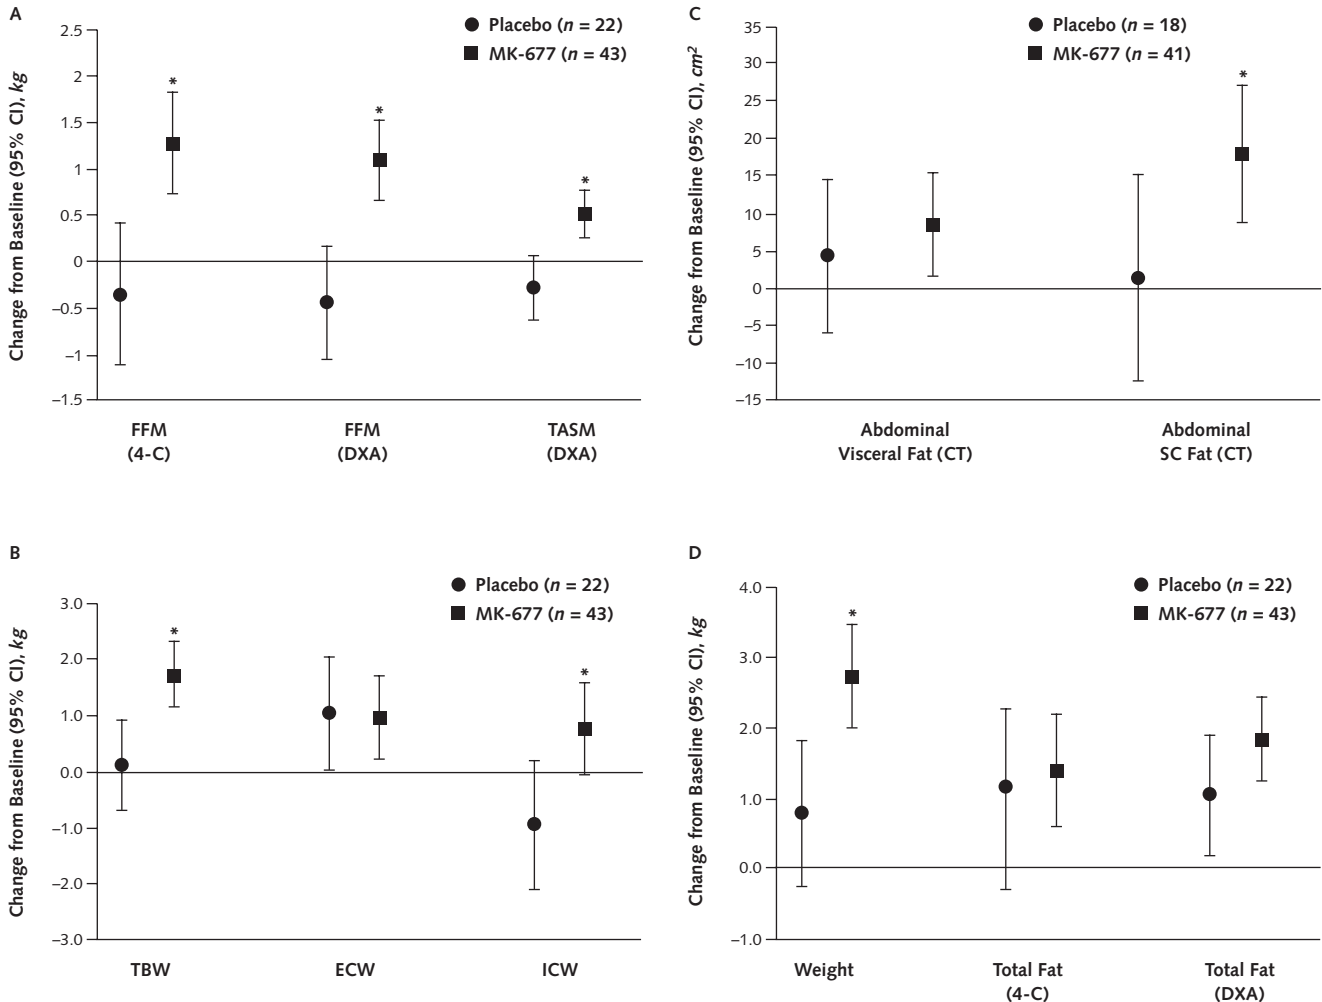 A
Placebo (n = 22)
MK-677 (n = 43)
Change from Baseline (95% CI), kg
2.5
2
1.5
1
0.5
0
–0.5
–1
–1.5
*
*
*
FFM
(4-C)
FFM
(DXA)
TASM
(DXA)
C
Placebo (n = 18)
MK-677 (n = 41)
Change from Baseline (95% CI), cm²
35
30
25
20
15
10
5
0
–5
–10
–15
*
Abdominal
Visceral Fat (CT)
Abdominal
SC Fat (CT)
B
Placebo (n = 22)
MK-677 (n = 43)
Change from Baseline (95% CI), kg
3.0
2.0
1.0
0.0
–1.0
–2.0
–3.0
*
*
TBW
ECW
ICW
D
Placebo (n = 22)
MK-677 (n = 43)
Change from Baseline (95% CI), kg
4.0
3.0
2.0
1.0
0.0
–1.0
*
Weight
Total Fat
(4-C)
Total Fat
(DXA)